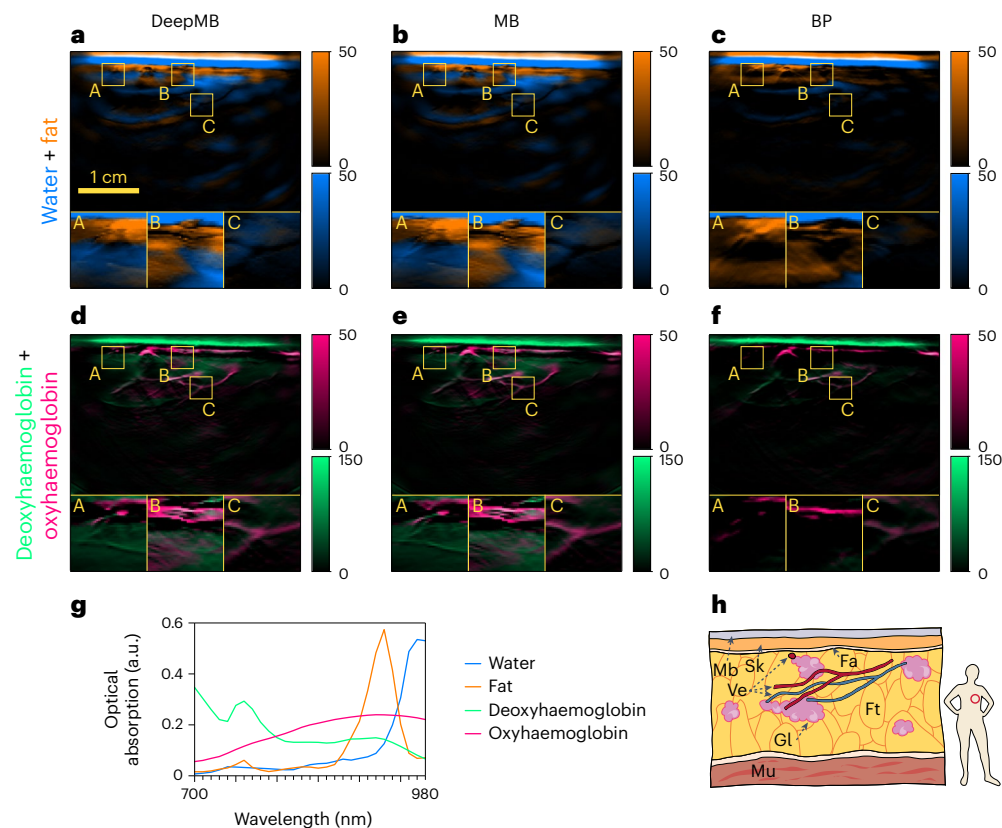 DeepMB
MB
BP
a
b
c
Water + fat
50
0
50
0
50
0
50
0
50
0
50
0
A
B
C
A
B
C
A
B
C
1 cm
A
B
C
A
B
C
A
B
C
d
e
f
Deoxyhaemoglobin +
oxyhaemoglobin
50
0
150
0
50
0
150
0
50
0
150
0
A
B
C
A
B
C
A
B
C
A
B
C
A
B
C
A
B
C
g
Optical
absorption (a.u.)
0.6
0.4
0.2
0
700
980
Wavelength (nm)
Water
Fat
Deoxyhaemoglobin
Oxyhaemoglobin
h
Mb
Sk
Fa
Ve
Ft
Gl
Mu